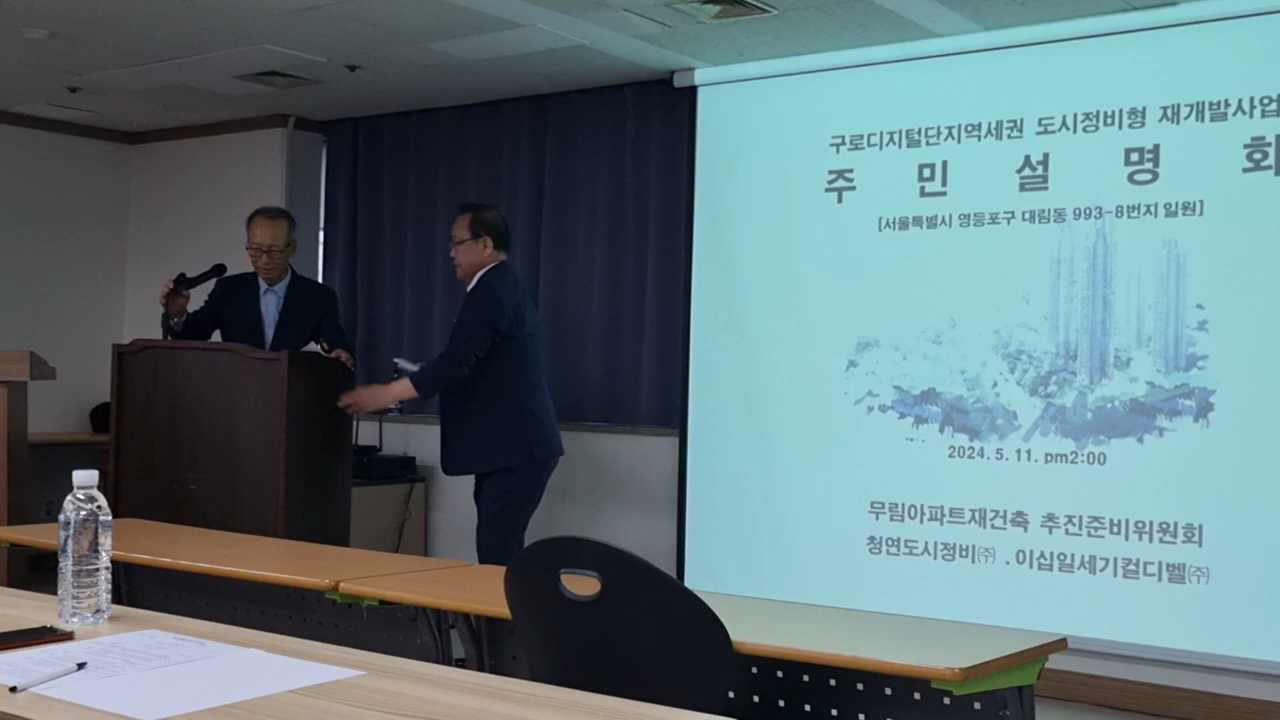 구로디지털단지역세권 도시정비형 재개발사업
주 민 설 명 회
[서울특별시 영등포구 대림동 993-8번지 일원]
2024. 5. 11. pm2:00
무림아파트재건축 추진준비위원회
청연도시정비㈜ . 이십일세기컬디벨㈜